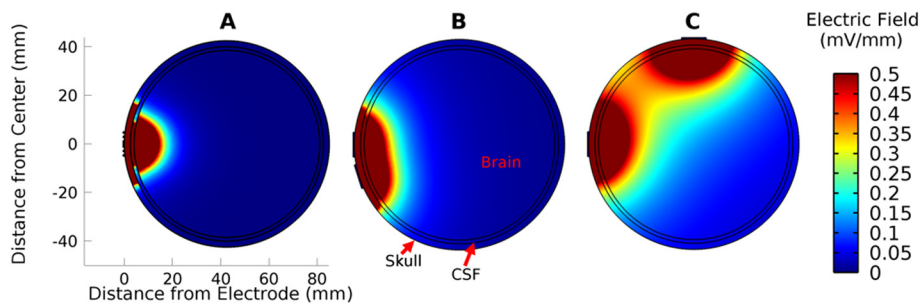 A
B
C
Electric Field
(mV/mm)
Distance from Center (mm)
40
20
0
-20
-40
0
20
40
60
80
Distance from Electrode (mm)
Brain
Skull
CSF
0.5
0.45
0.4
0.35
0.3
0.25
0.2
0.15
0.1
0.05
0